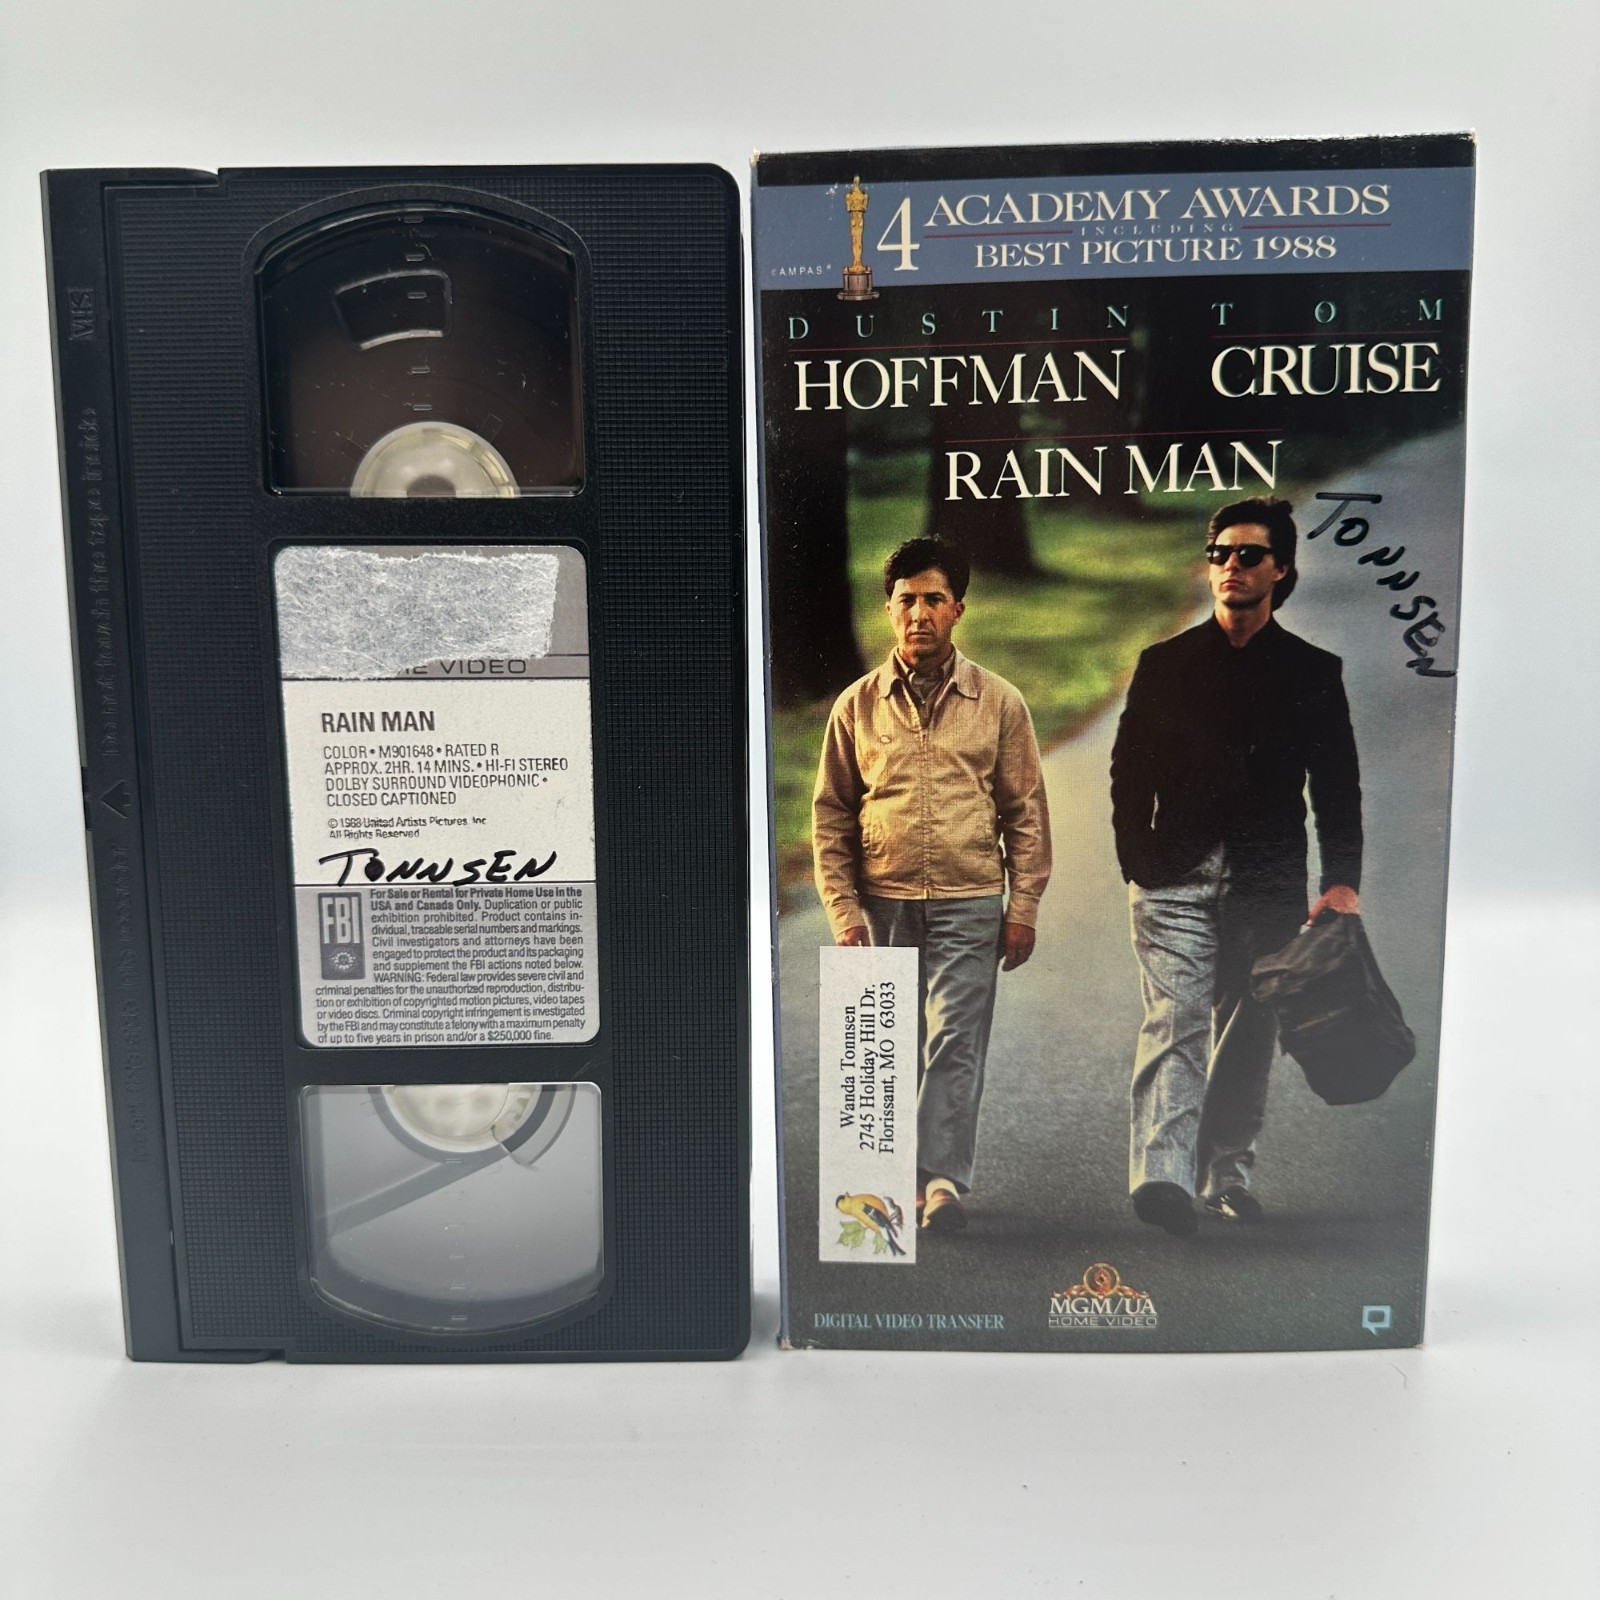 VHS
Do not touch the tape inside
HOME VIDEO
RAIN MAN
COLOR • M901648 • RATED R
APPROX. 2HR. 14 MINS. • HI-FI STEREO
DOLBY SURROUND VIDEOPHONIC •
CLOSED CAPTIONED
© 1988 United Artists Pictures, Inc
All Rights Reserved
TONNSEN
FBI
For Sale or Rental for Private Home Use in the
USA and Canada Only. Duplication or public
exhibition prohibited. Product contains in-
dividual, traceable serial numbers and markings.
Civil investigators and attorneys have been
engaged to protect the product and its packaging
and supplement the FBI actions noted below.
WARNING: Federal law provides severe civil and
criminal penalties for the unauthorized reproduction, distribu-
tion or exhibition of copyrighted motion pictures, video tapes
or video discs. Criminal copyright infringement is investigated
by the FBI and may constitute a felony with a maximum penalty
of up to five years in prison and/or a $250,000 fine.
©AMPAS®
4 ACADEMY AWARDS
INCLUDING
BEST PICTURE 1988
DUSTIN TOM
HOFFMAN CRUISE
RAIN MAN
TONNSEN
Wanda Tonnsen
2745 Holiday Hill Dr.
Florissant, MO 63033
DIGITAL VIDEO TRANSFER
MGM/UA
HOME VIDEO